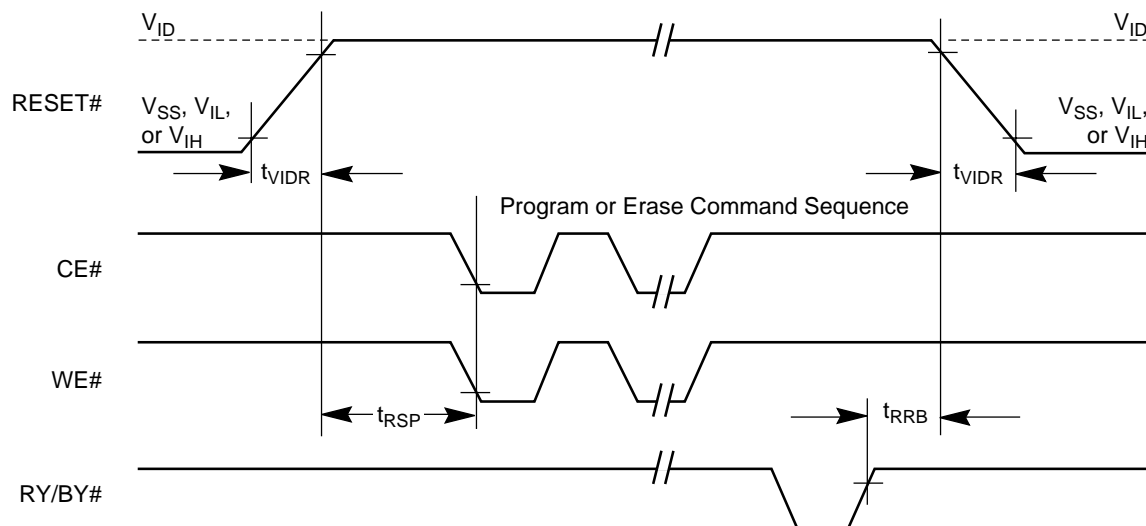 V_ID V_ID
RESET#
V_SS, V_IL,
or V_IH
V_SS, V_IL,
or V_IH
t_VIDR t_VIDR
Program or Erase Command Sequence
CE#
WE#
t_RSP t_RRB
RY/BY#